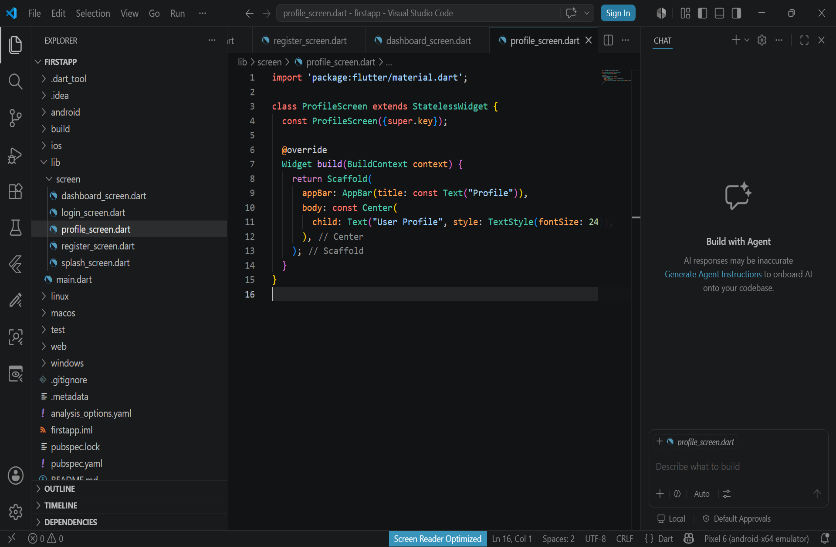 File Edit Selection View Go Run ··· profile_screen.dart - firstapp - Visual Studio Code Sign In
EXPLORER ···
rt register_screen.dart dashboard_screen.dart profile_screen.dart ···
lib > screen > profile_screen.dart > ...
FIRSTAPP
.dart_tool
.idea
android
build
ios
lib
screen
dashboard_screen.dart
login_screen.dart
profile_screen.dart
register_screen.dart
splash_screen.dart
main.dart
linux
macos
test
web
windows
.gitignore
.metadata
analysis_options.yaml
firstapp.iml
pubspec.lock
pubspec.yaml
README.md
OUTLINE
TIMELINE
DEPENDENCIES
1 import 'package:flutter/material.dart';
2
3 class ProfileScreen extends StatelessWidget {
4 const ProfileScreen({super.key});
5
6 @override
7 Widget build(BuildContext context) {
8 return Scaffold(
9 appBar: AppBar(title: const Text("Profile")),
10 body: const Center(
11 child: Text("User Profile", style: TextStyle(fontSize: 24
12 ), // Center
13 ); // Scaffold
14 }
15 }
16
CHAT
Build with Agent
AI responses may be inaccurate
Generate Agent Instructions to onboard AI
onto your codebase.
+ profile_screen.dart
Describe what to build
Auto
Local Default Approvals
0 0 Screen Reader Optimized Ln 16, Col 1 Spaces: 2 UTF-8 CRLF {} Dart Pixel 6 (android-x64 emulator)